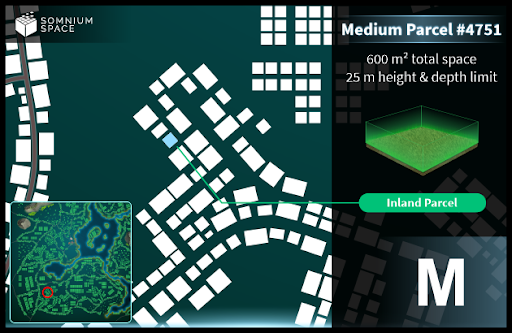 SOMNIUM
SPACE
Medium Parcel #4751
600 m² total space
25 m height & depth limit
Inland Parcel
M